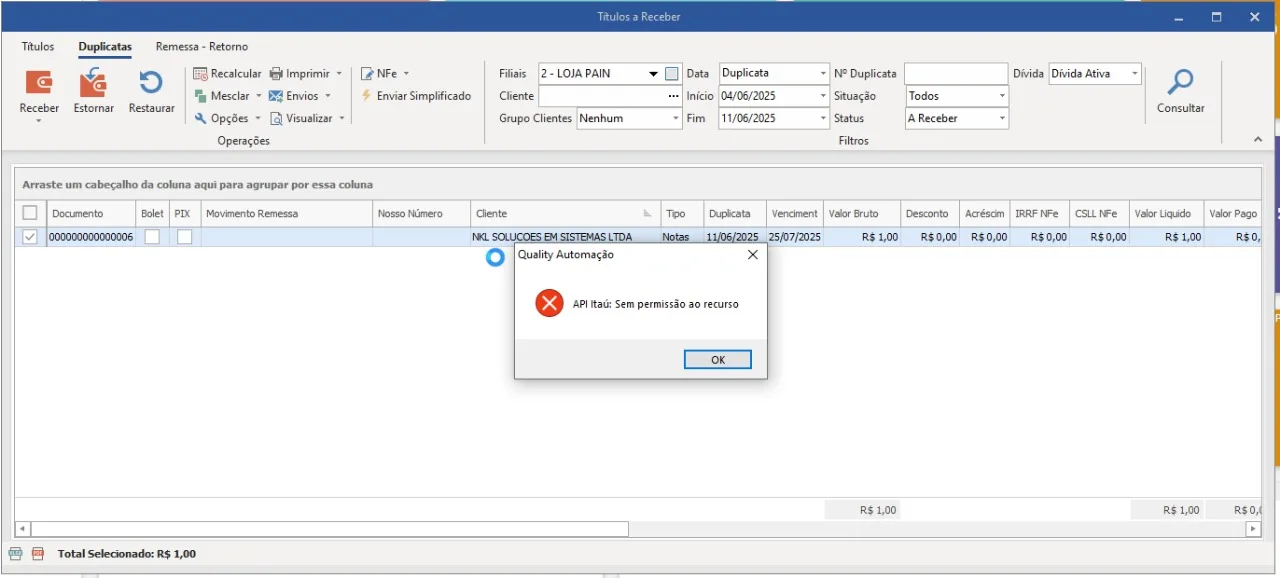 Títulos a Receber
Títulos Duplicatas Remessa - Retorno
Receber
Estornar
Restaurar
Recalcular Imprimir
Mesclar Envios
Opções Visualizar
Operações
NFe
Enviar Simplificado
Filiais 2 - LOJA PAIN Data Duplicata Nº Duplicata Dívida Dívida Ativa
Cliente ... Início 04/06/2025 Situação Todos
Grupo Clientes Nenhum Fim 11/06/2025 Status A Receber
Filtros
Consultar
Arraste um cabeçalho da coluna aqui para agrupar por essa coluna
Documento Bolet PIX Movimento Remessa Nosso Número Cliente Tipo Duplicata Venciment Valor Bruto Desconto Acréscim IRRF NFe CSLL NFe Valor Liquido Valor Pago
000000000000006 NKL SOLUCOES EM SISTEMAS LTDA Notas 11/06/2025 25/07/2025 R$ 1,00 R$ 0,00 R$ 0,00 R$ 0,00 R$ 0,00 R$ 1,00 R$ 0,
Quality Automação
API Itaú: Sem permissão ao recurso
OK
R$ 1,00 R$ 1,00 R$ 0,
Total Selecionado: R$ 1,00